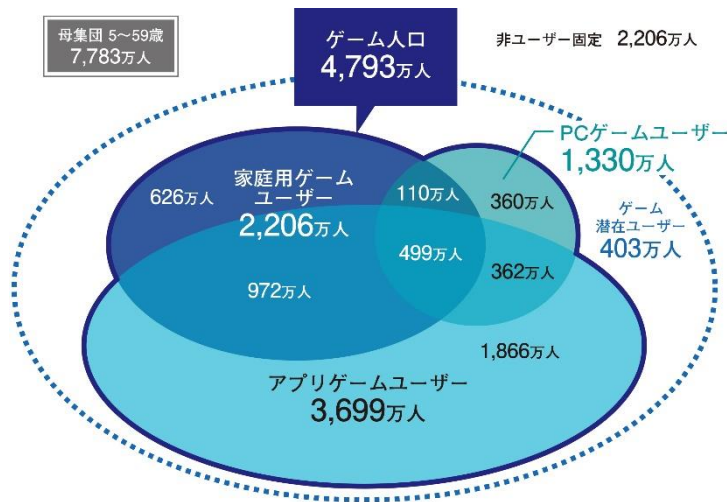 母集団 5～59歳
7,783万人
ゲーム人口
4,793万人
非ユーザー固定 2,206万人
PCゲームユーザー
1,330万人
家庭用ゲーム
ユーザー
2,206万人
626万人
110万人
360万人
ゲーム
潜在ユーザー
403万人
499万人
362万人
972万人
1,866万人
アプリゲームユーザー
3,699万人